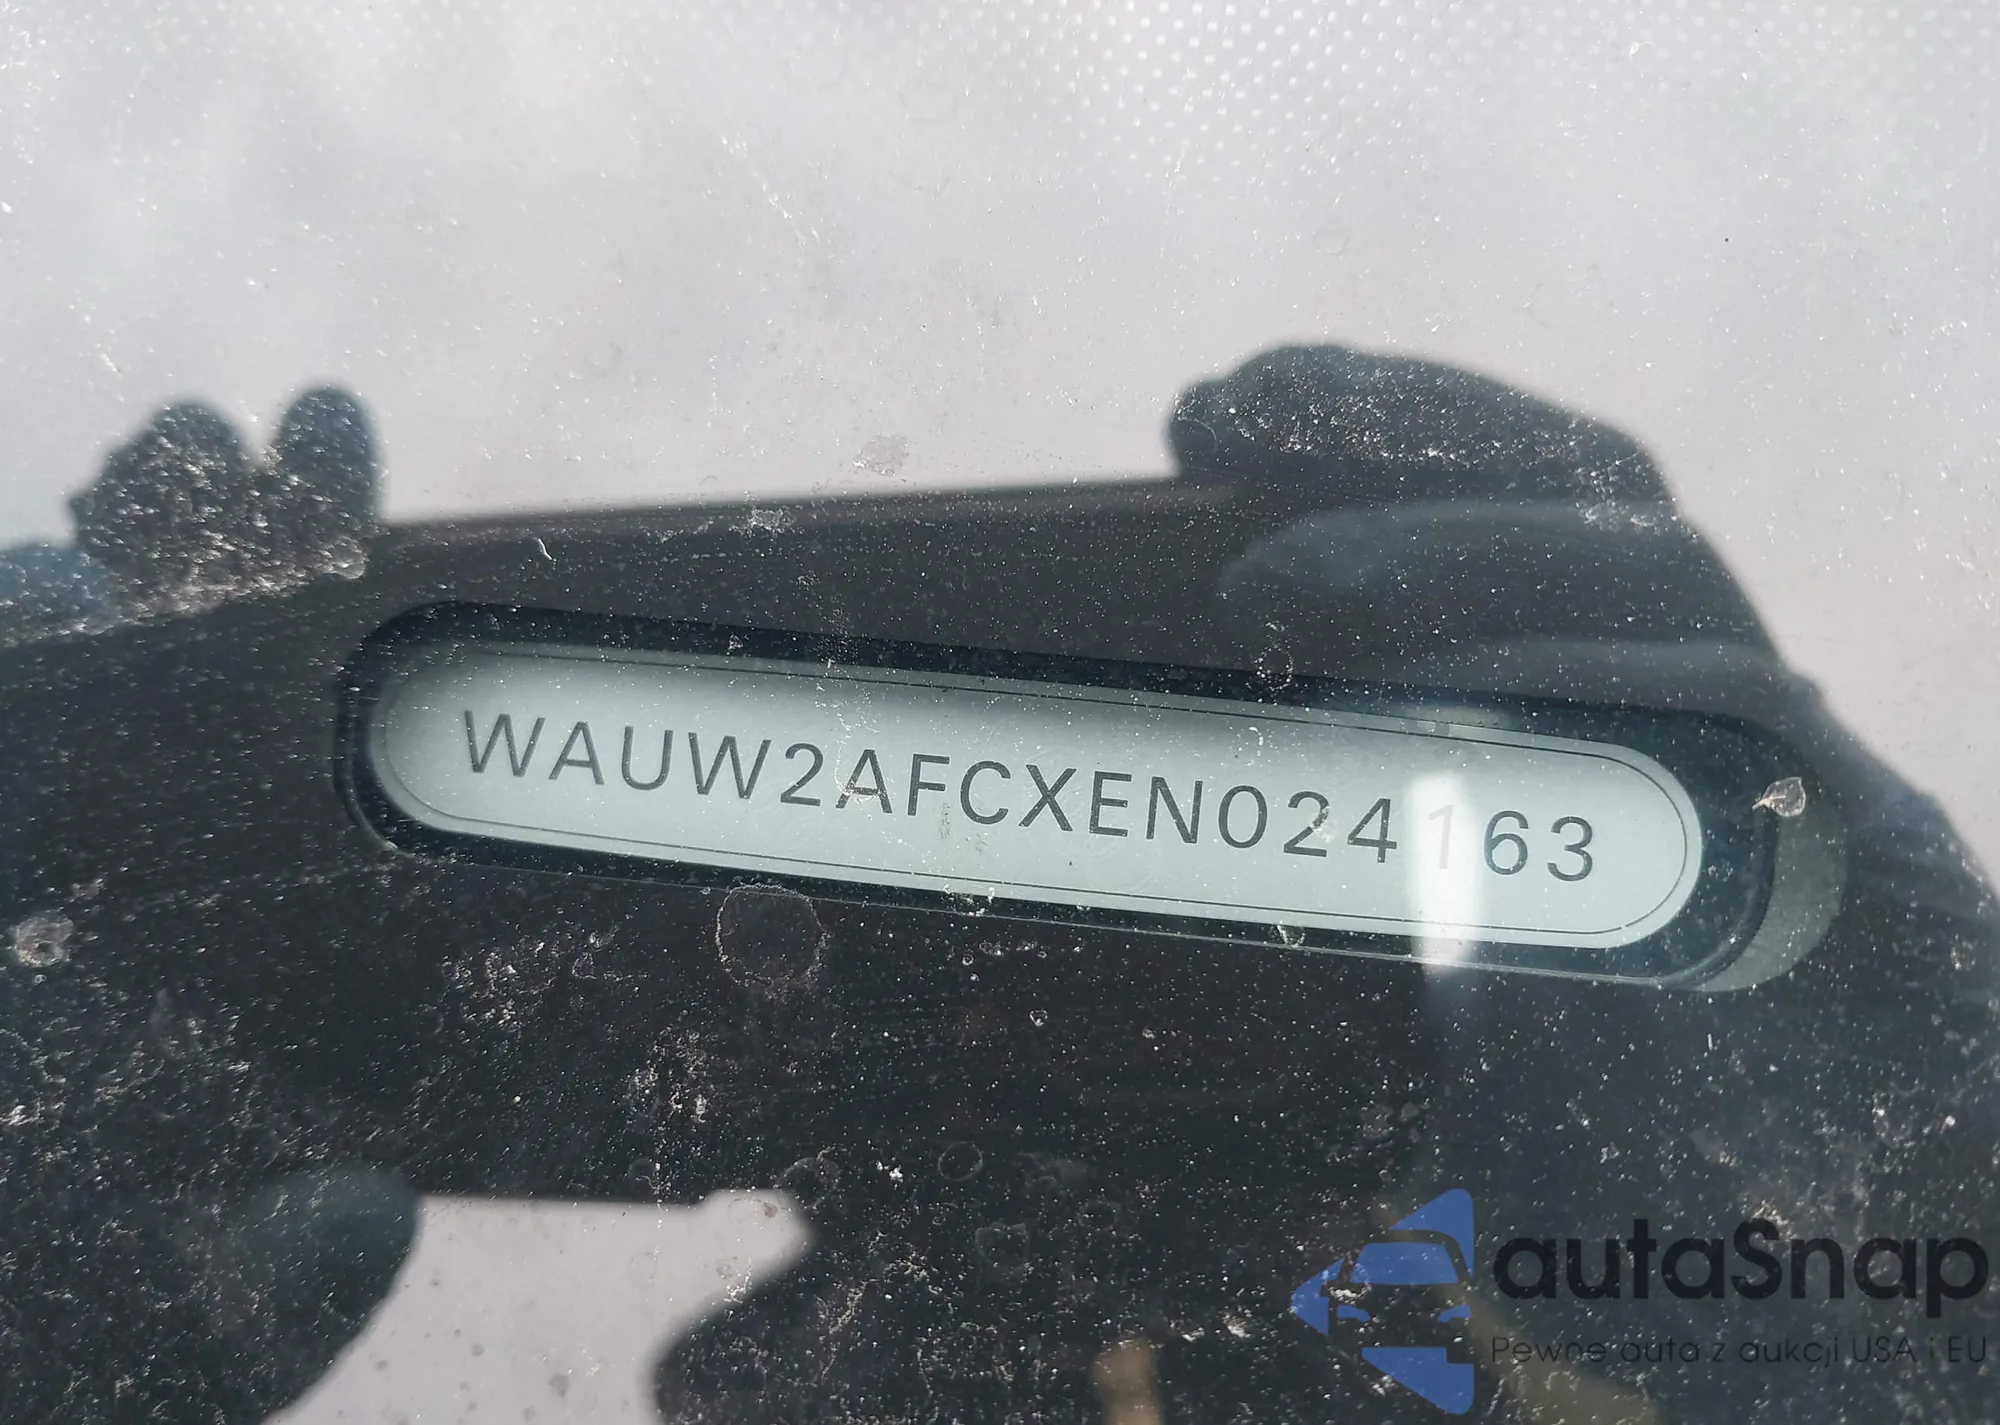 WAUW2AFCXEN024163
autaSnap
Pewne auta z aukcji USA i EU